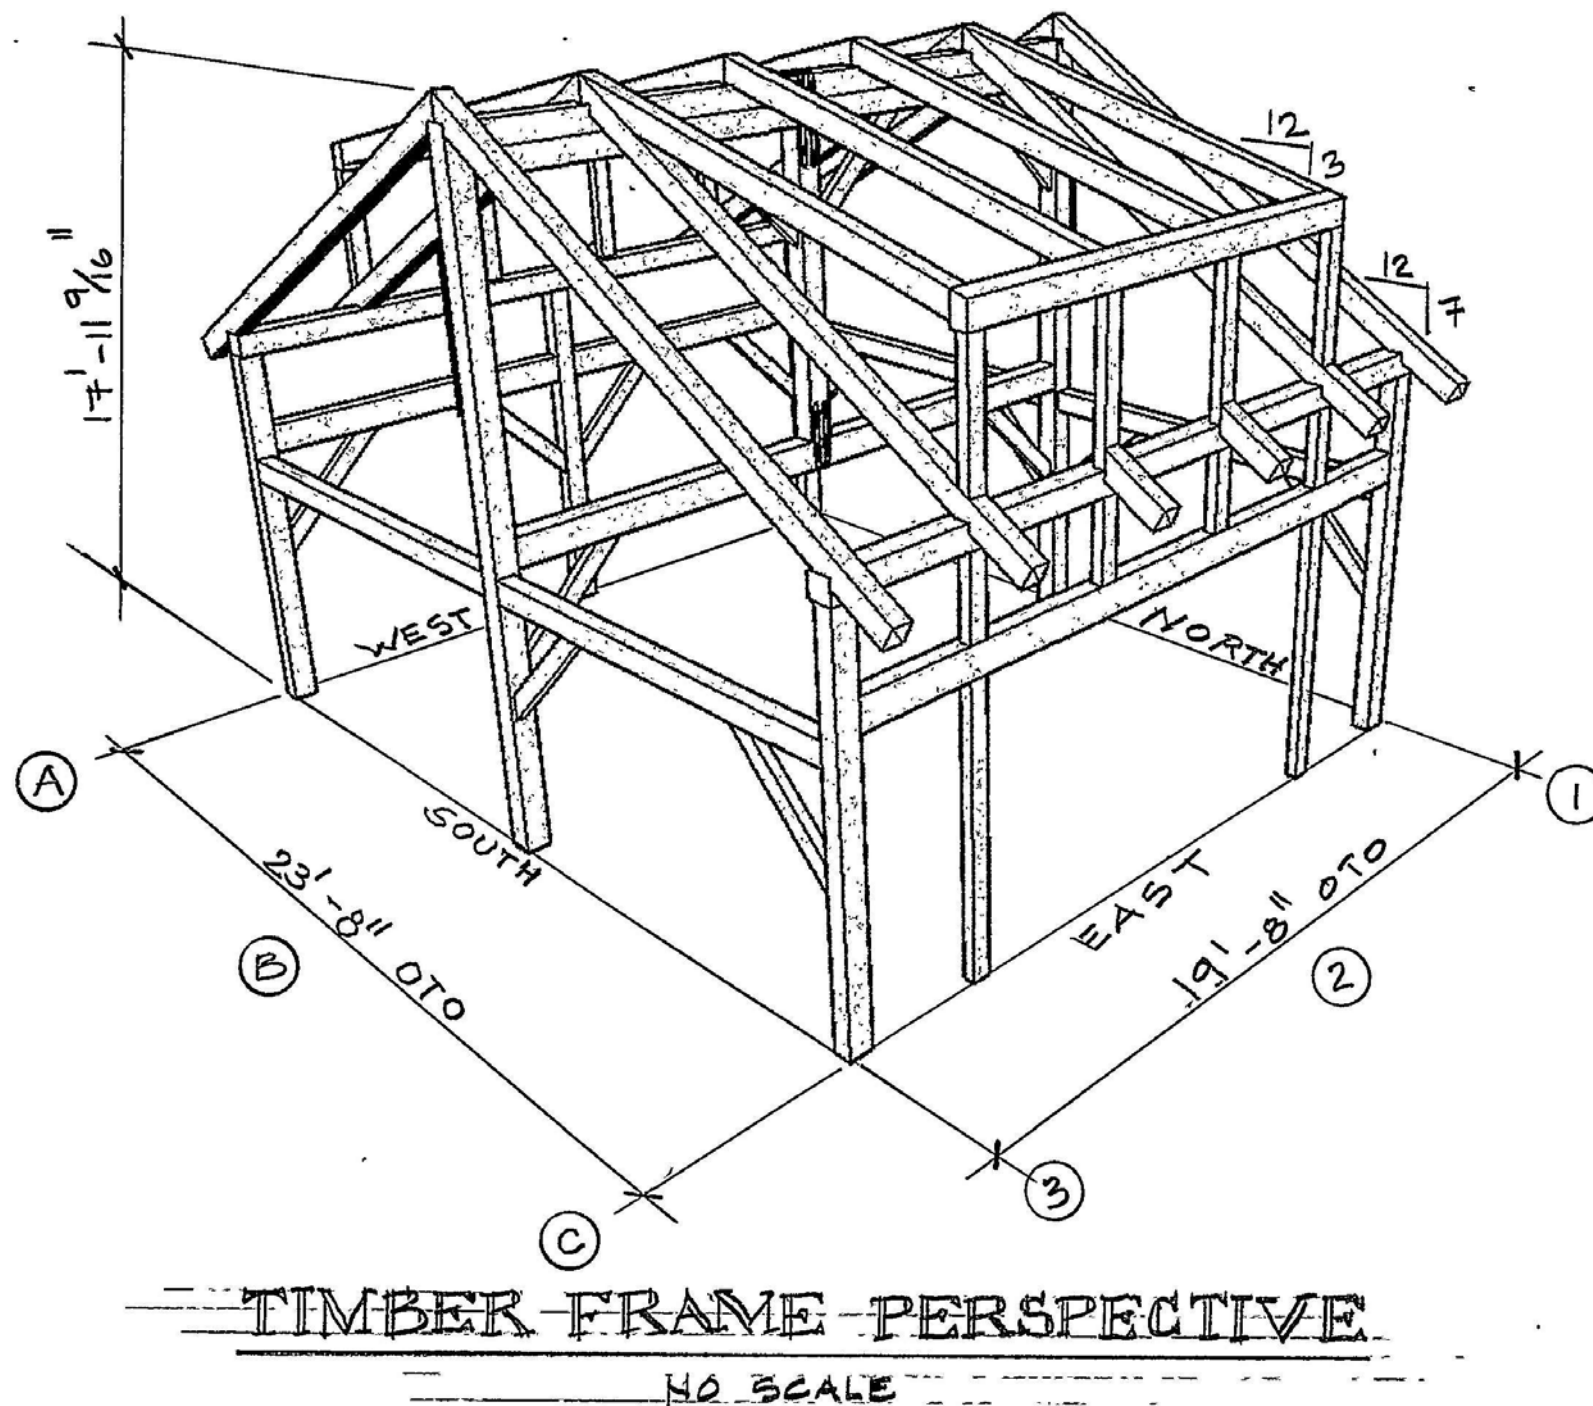 12
3
12
7
17'-11 9/16"
WEST
NORTH
A
SOUTH
1
23'-8" OTO
EAST
B
19'-8" OTO
2
3
C
TIMBER FRAME PERSPECTIVE
NO SCALE